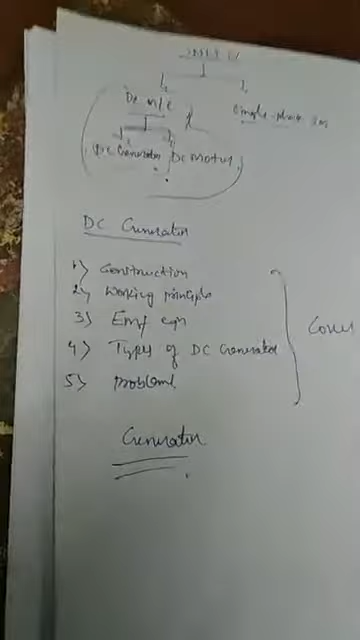 DC m/c
Single-phase
DC Generator DC motor
DC Generator
1) Construction
2) Working principle
3) Emf eqn
4) Types of DC Generator
5) Problems
Generator